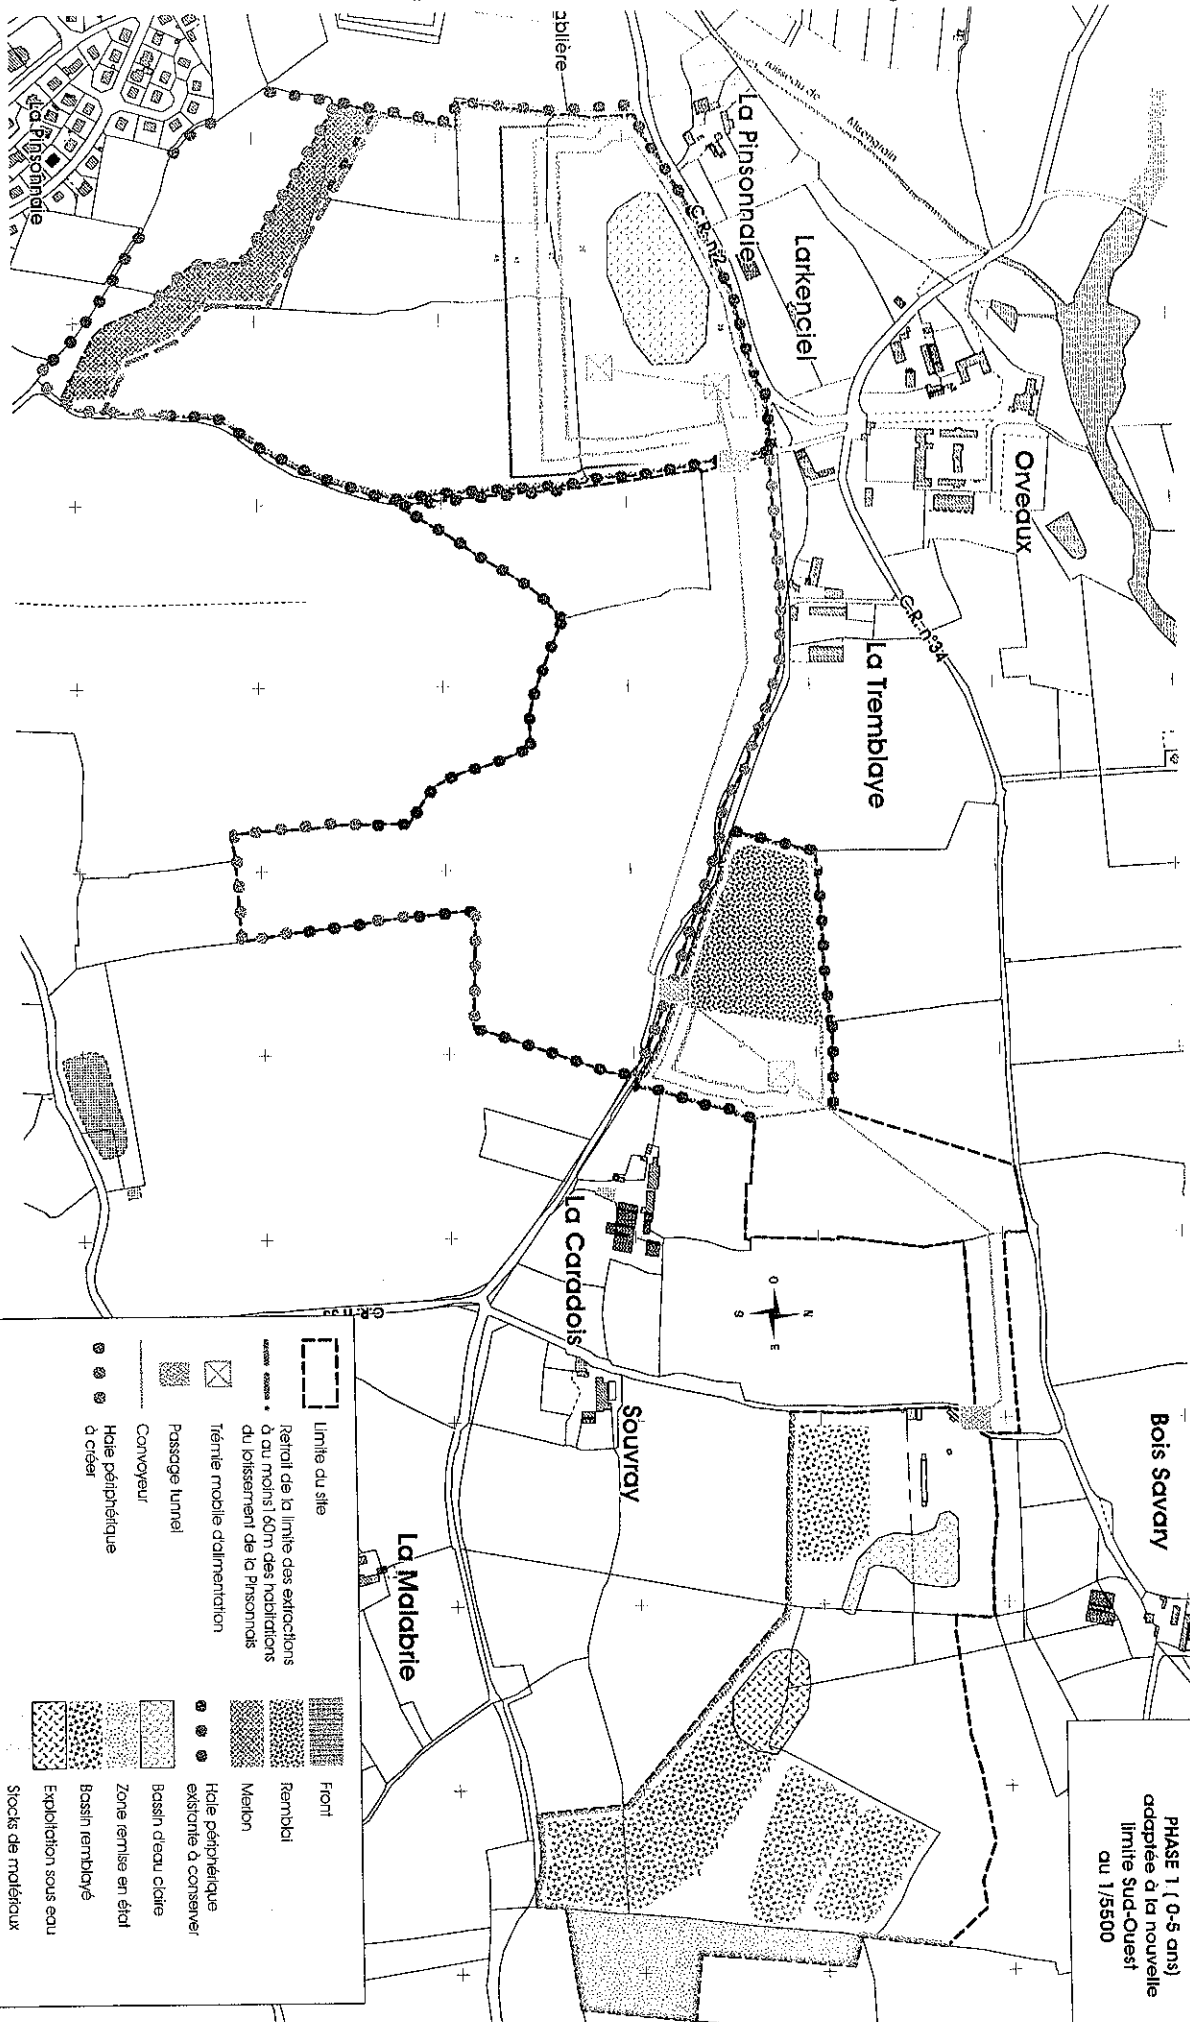 PHASE 1 ( 0-5 ans)
adaptée à la nouvelle
limite Sud-Ouest
au 1/5500
Bois Savary
Orveaux
C.R. n°34
La Tremblaye
Larkenciel
La Pinsonnaie
C.R. n°2
ruisseau de
ablière
La Pinsonnaie
La Caradois
Souvray
La Malabrie
N
O
E
S
Limite du site
Retrait de la limite des extractions
à au moins 160m des habitations
du lotissement de la Pinsonnais
Trémie mobile d'alimentation
Passage tunnel
Convoyeur
Haie périphérique
à créer
Front
Remblai
Merlon
Haie périphérique
existante à conserver
Bassin d'eau claire
Zone remise en état
Bassin remblayé
Exploitation sous eau
Stocks de matériaux